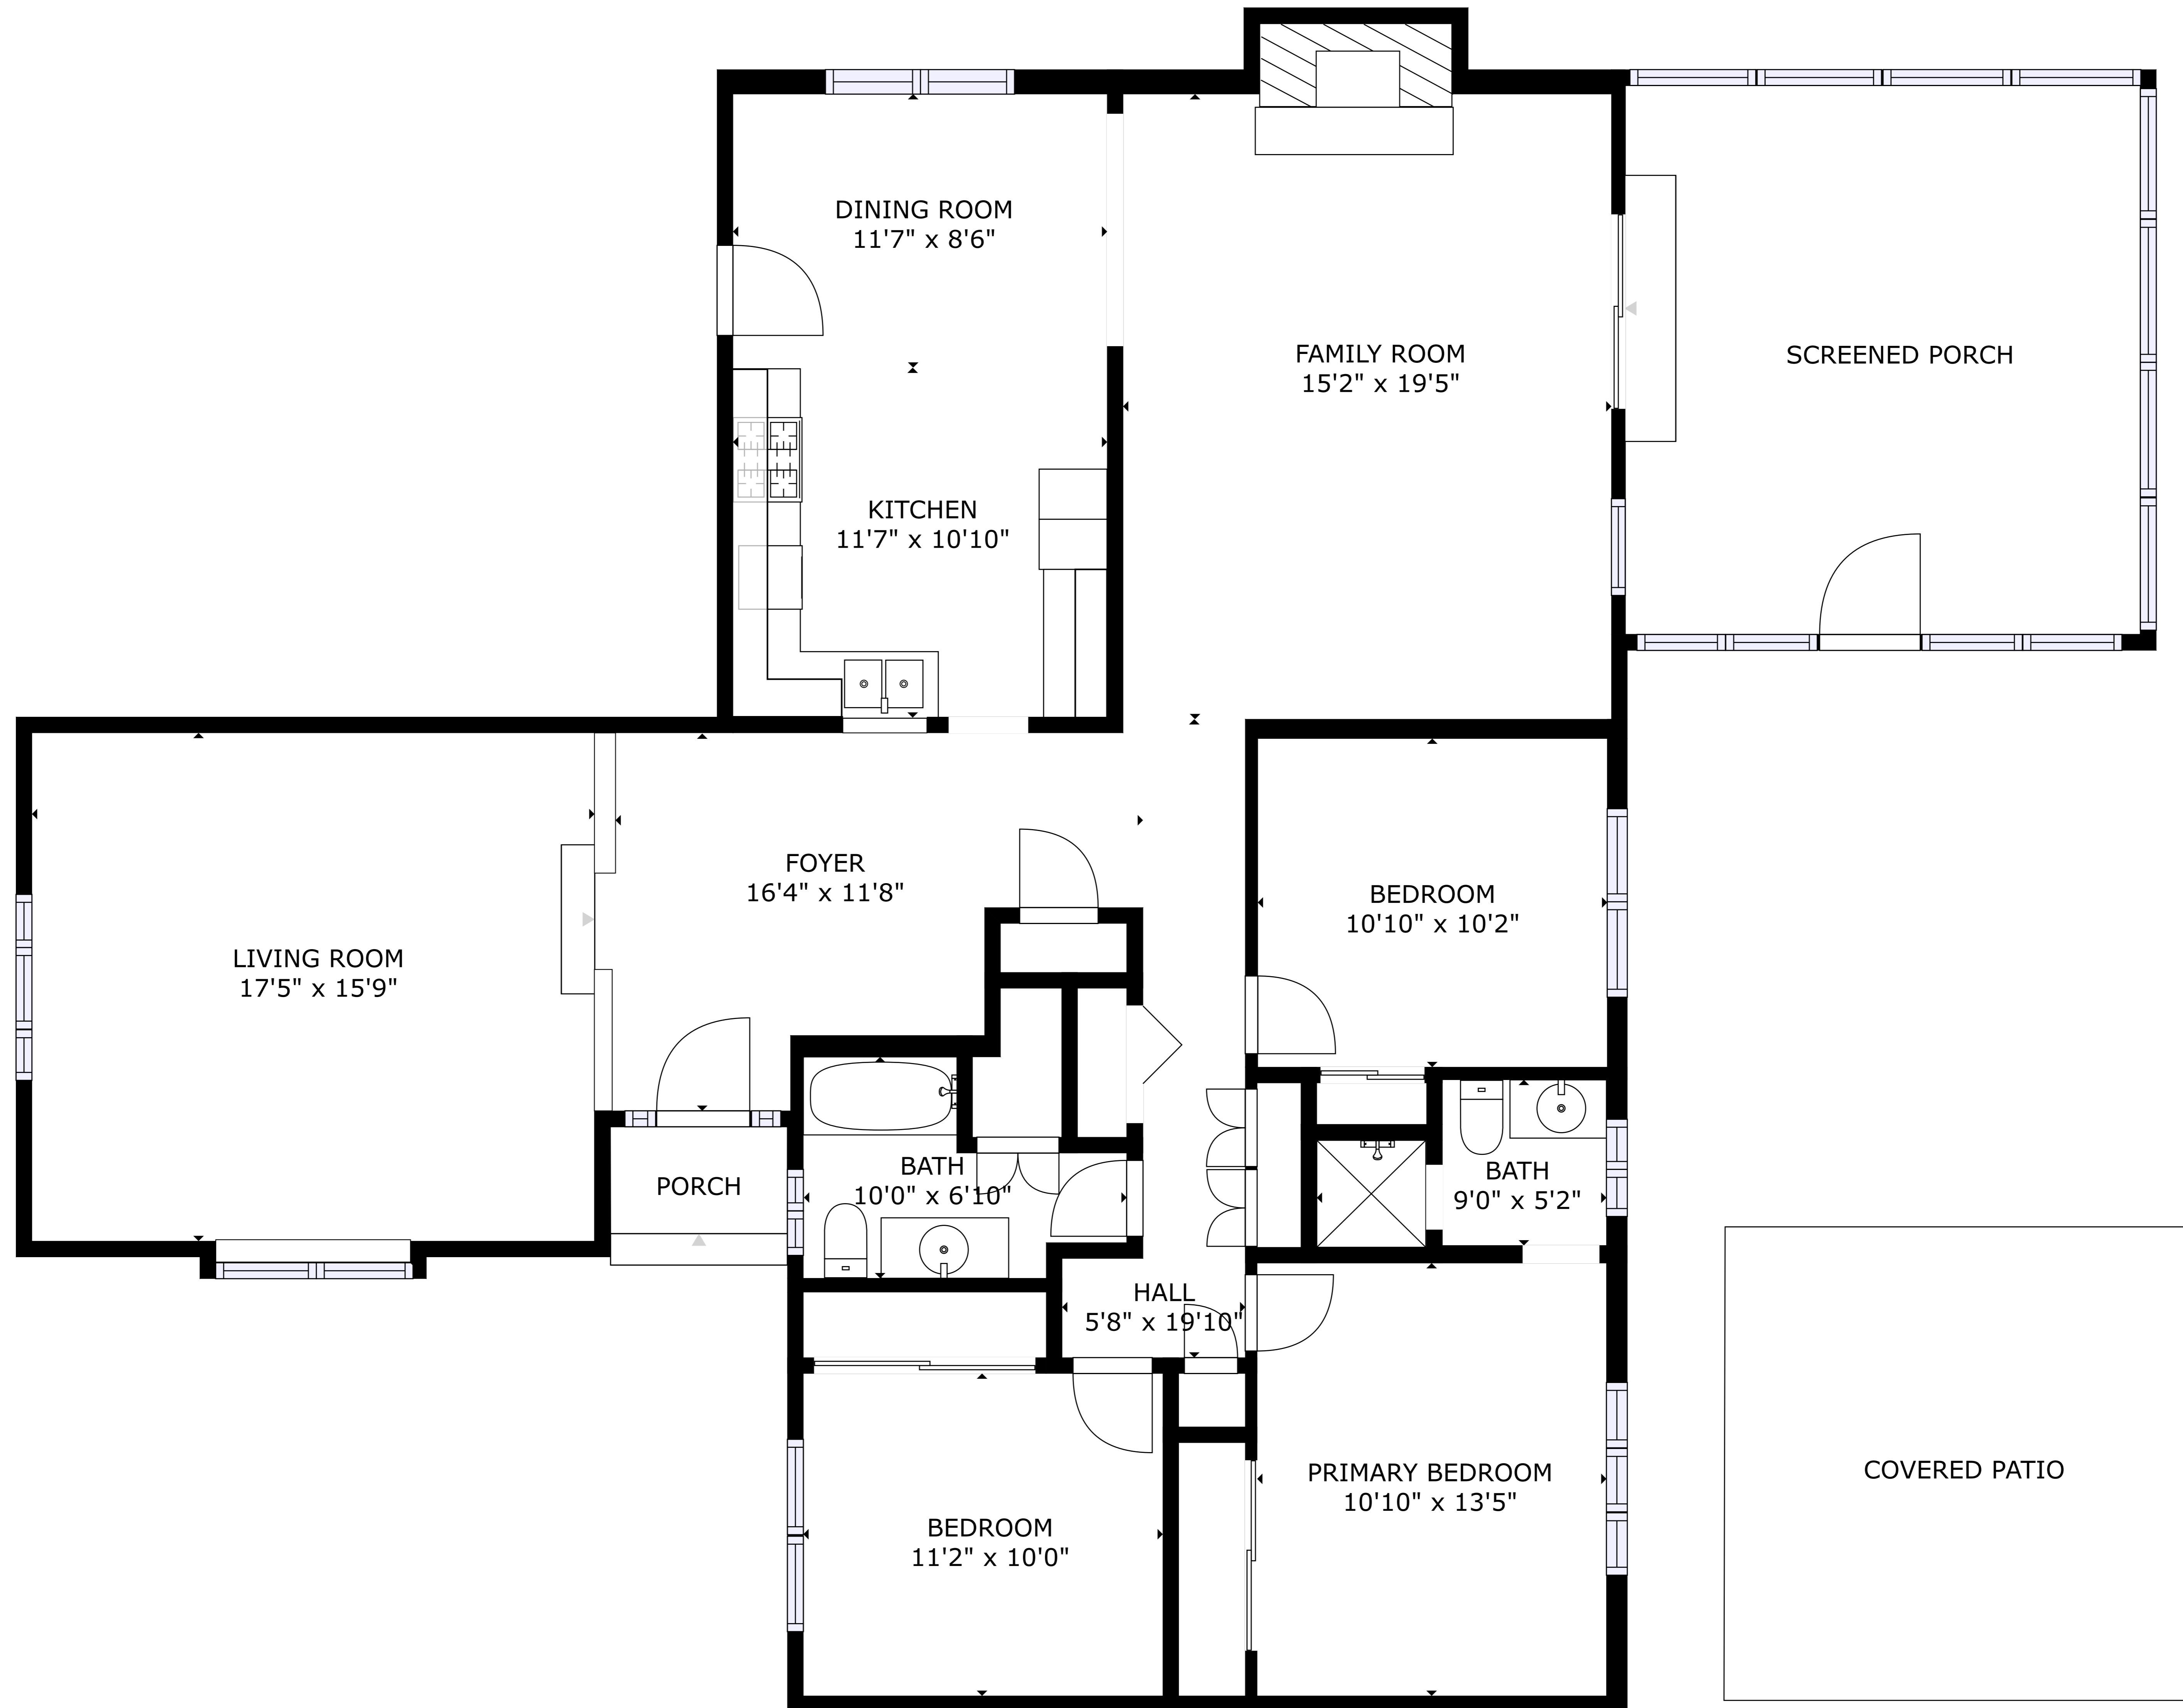 DINING ROOM
11'7" x 8'6"
FAMILY ROOM
15'2" x 19'5"
SCREENED PORCH
KITCHEN
11'7" x 10'10"
FOYER
16'4" x 11'8"
BEDROOM
10'10" x 10'2"
LIVING ROOM
17'5" x 15'9"
PORCH
BATH
10'0" x 6'10"
BATH
9'0" x 5'2"
HALL
5'8" x 19'10"
PRIMARY BEDROOM
10'10" x 13'5"
COVERED PATIO
BEDROOM
11'2" x 10'0"